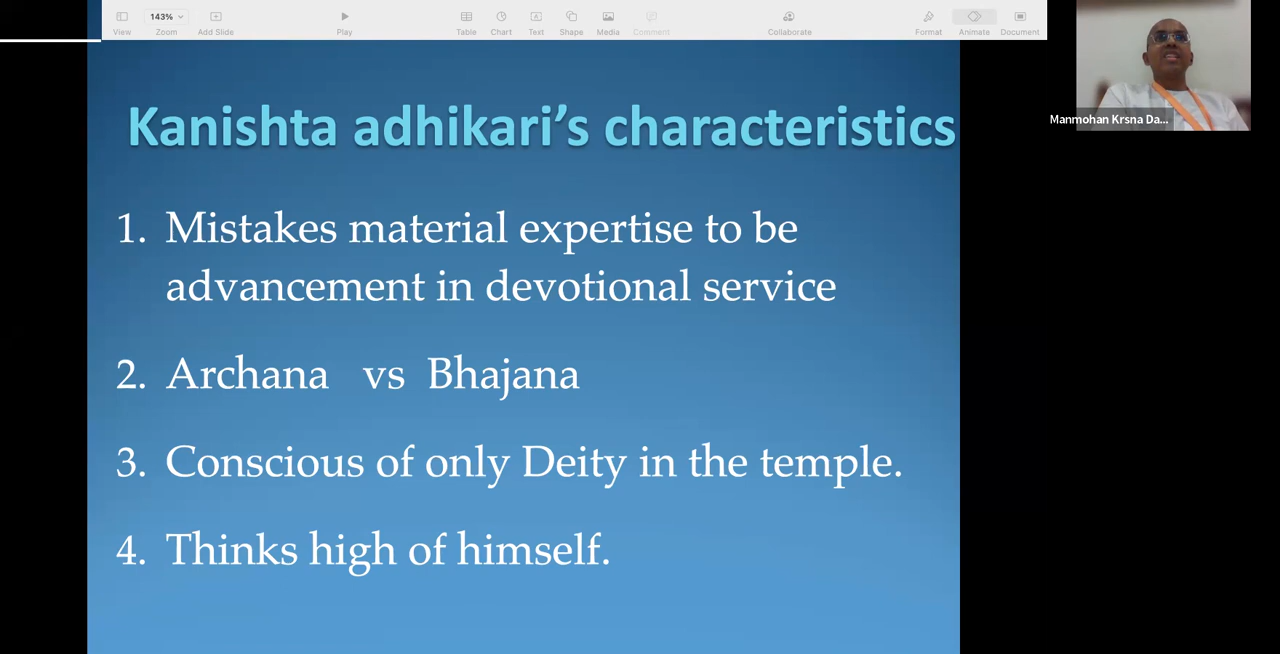 143%
View
Zoom
Add Slide
Play
Table
Chart
Text
Shape
Media
Comment
Collaborate
Format
Animate
Document
Manmohan Krsna Da...
Kanishta adhikari's characteristics
1. Mistakes material expertise to be
advancement in devotional service
2. Archana vs Bhajana
3. Conscious of only Deity in the temple.
4. Thinks high of himself.